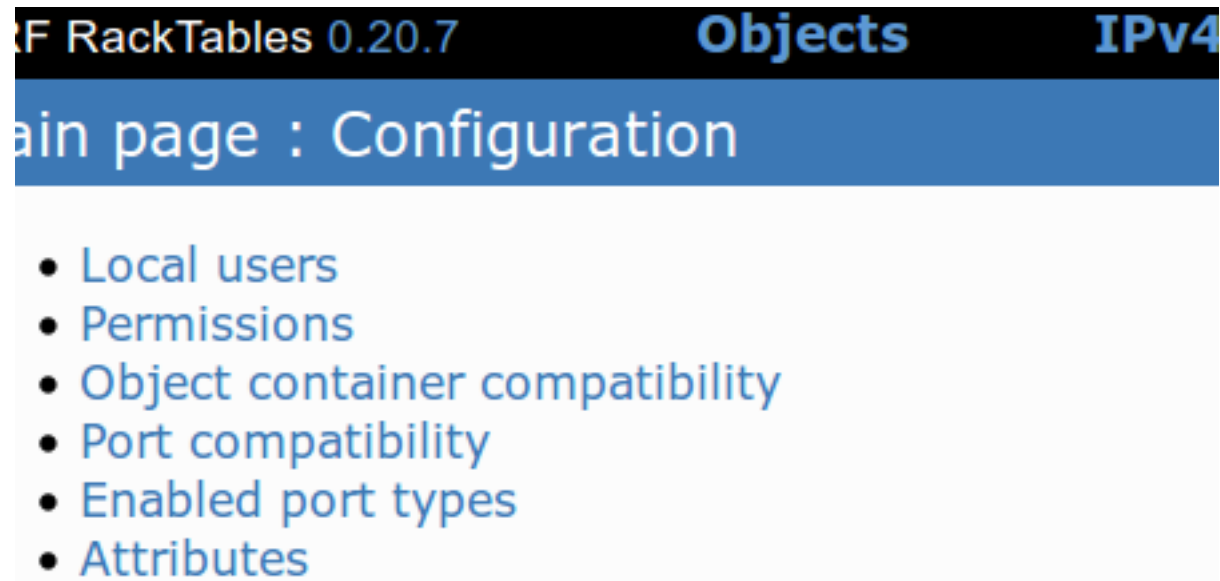 RF RackTables 0.20.7 Objects IPv4
ain page : Configuration
Local users
Permissions
Object container compatibility
Port compatibility
Enabled port types
Attributes